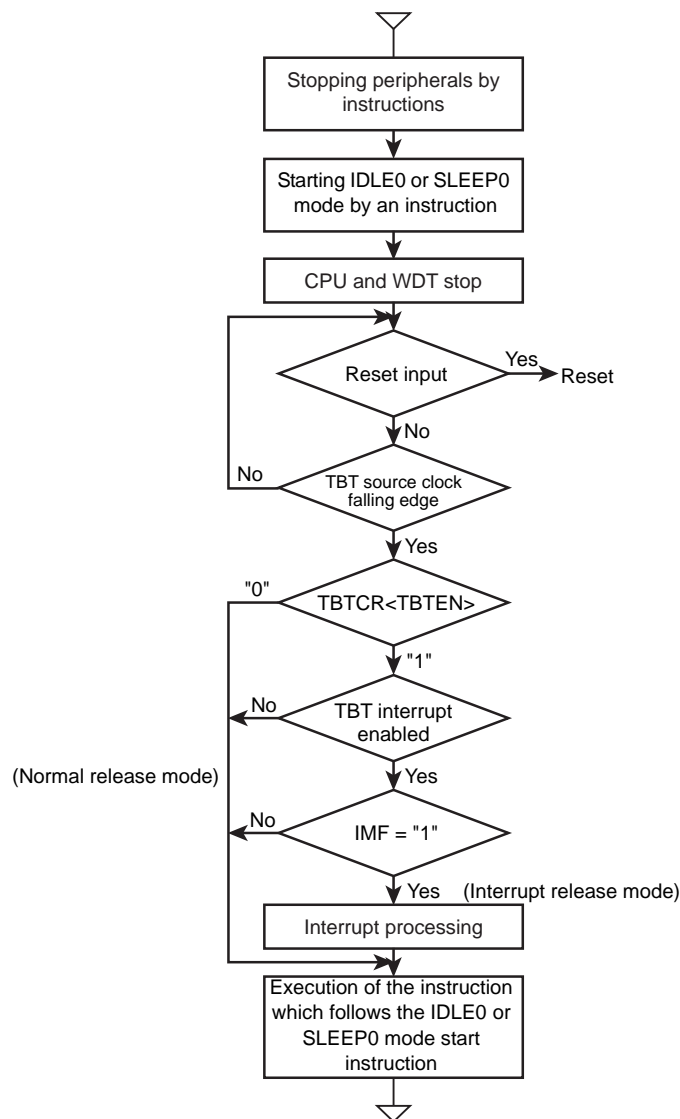 Stopping peripherals by
instructions
Starting IDLE0 or SLEEP0
mode by an instruction
CPU and WDT stop
Reset input
Yes
Reset
No
No
TBT source clock
falling edge
Yes
"0"
TBTCR<TBTEN>
"1"
No
TBT interrupt
enabled
(Normal release mode)
Yes
No
IMF = "1"
Yes
(Interrupt release mode)
Interrupt processing
Execution of the instruction
which follows the IDLE0 or
SLEEP0 mode start
instruction